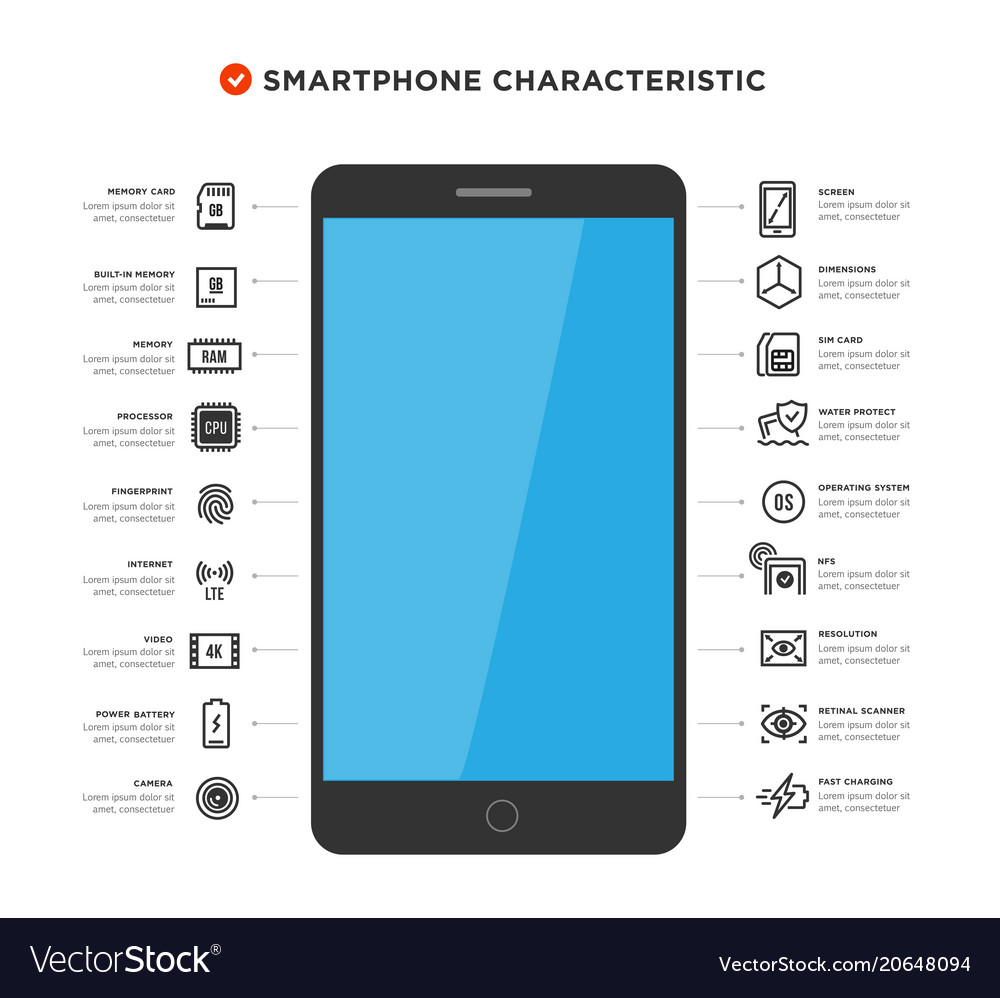 SMARTPHONE CHARACTERISTIC
MEMORY CARD
Lorem ipsum dolor sit
amet, consectetuer
GB
BUILT-IN MEMORY
Lorem ipsum dolor sit
amet, consectetuer
GB
MEMORY
Lorem ipsum dolor sit
amet, consectetuer
RAM
PROCESSOR
Lorem ipsum dolor sit
amet, consectetuer
CPU
FINGERPRINT
Lorem ipsum dolor sit
amet, consectetuer
INTERNET
Lorem ipsum dolor sit
amet, consectetuer
LTE
VIDEO
Lorem ipsum dolor sit
amet, consectetuer
4K
POWER BATTERY
Lorem ipsum dolor sit
amet, consectetuer
CAMERA
Lorem ipsum dolor sit
amet, consectetuer
SCREEN
Lorem ipsum dolor sit
amet, consectetuer
DIMENSIONS
Lorem ipsum dolor sit
amet, consectetuer
SIM CARD
Lorem ipsum dolor sit
amet, consectetuer
WATER PROTECT
Lorem ipsum dolor sit
amet, consectetuer
OS
OPERATING SYSTEM
Lorem ipsum dolor sit
amet, consectetuer
NFS
Lorem ipsum dolor sit
amet, consectetuer
RESOLUTION
Lorem ipsum dolor sit
amet, consectetuer
RETINAL SCANNER
Lorem ipsum dolor sit
amet, consectetuer
FAST CHARGING
Lorem ipsum dolor sit
amet, consectetuer
VectorStock®
VectorStock.com/20648094